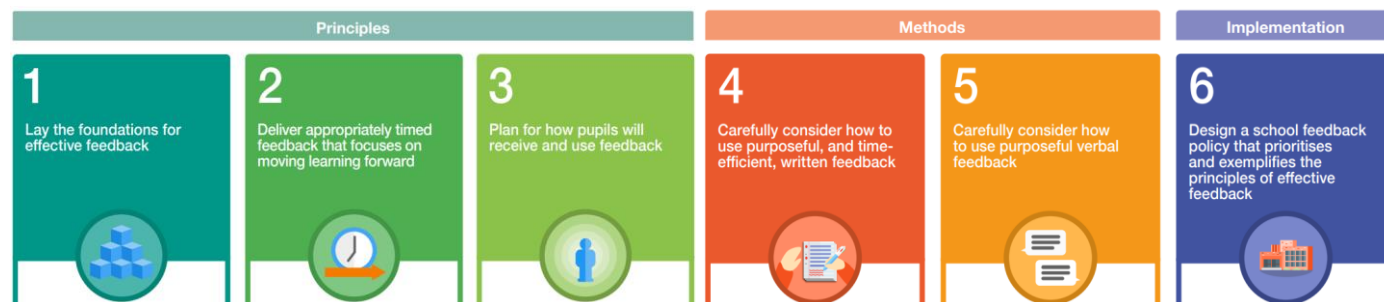 Principles
Methods
Implementation
1
Lay the foundations for
effective feedback
2
Deliver appropriately timed
feedback that focuses on
moving learning forward
3
Plan for how pupils will
receive and use feedback
4
Carefully consider how to
use purposeful, and time-
efficient, written feedback
5
Carefully consider how
to use purposeful verbal
feedback
6
Design a school feedback
policy that prioritises
and exemplifies the
principles of effective
feedback